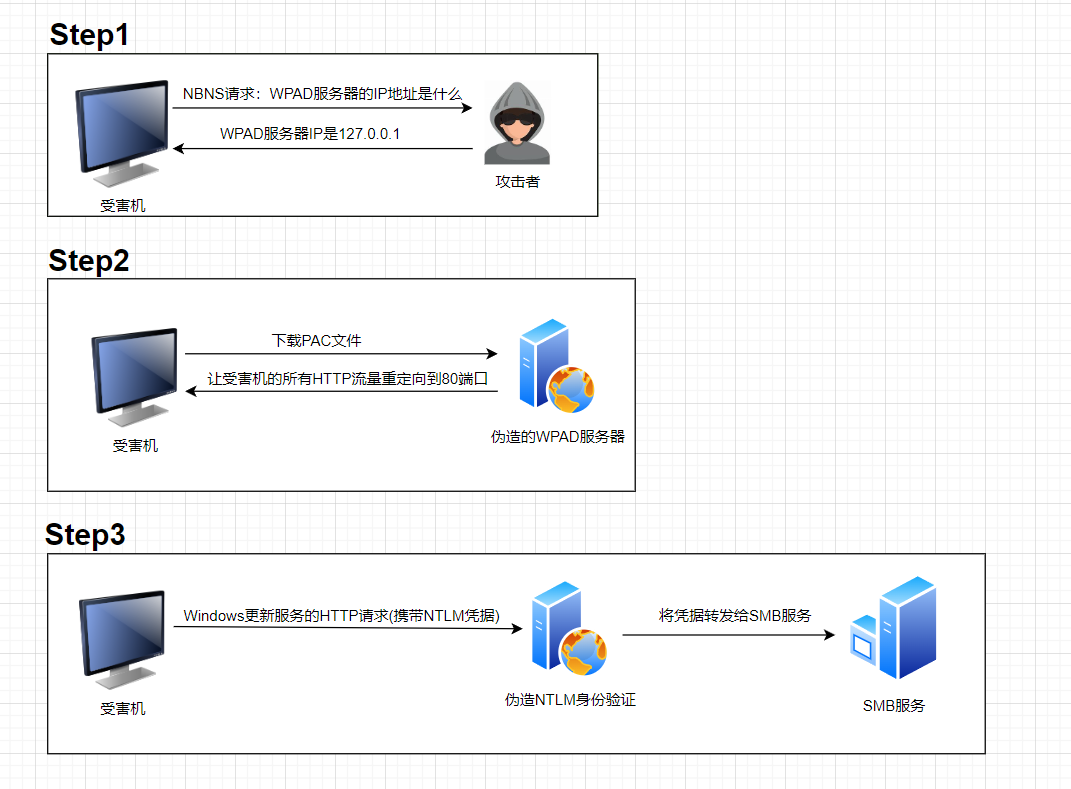 Step1
NBNS请求：WPAD服务器的IP地址是什么
WPAD服务器IP是127.0.0.1
攻击者
受害机
Step2
下载PAC文件
让受害机的所有HTTP流量重定向到80端口
伪造的WPAD服务器
受害机
Step3
Windows更新服务的HTTP请求(携带NTLM凭据)
将凭据转发给SMB服务
伪造NTLM身份验证
SMB服务
受害机